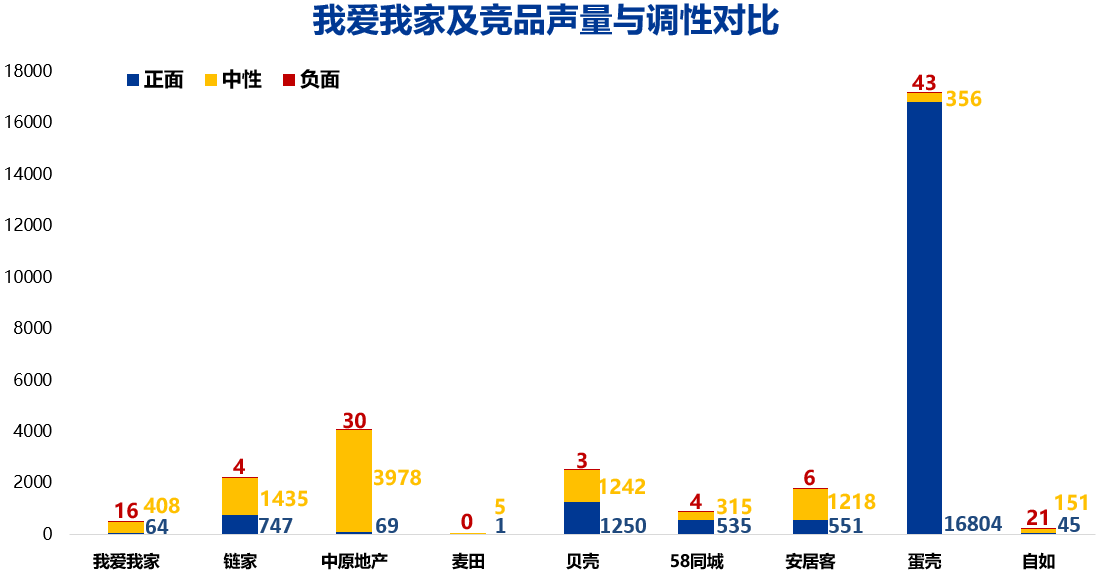 我爱我家及竞品声量与调性对比
18000
正面 中性 负面
16000
14000
12000
10000
8000
6000
4000
2000
0
16 408 64
4 1435 747
30 3978 69
0 5 1
3 1242 1250
4 315 535
6 1218 551
43 356 16804
21 151 45
我爱我家 链家 中原地产 麦田 贝壳 58同城 安居客 蛋壳 自如